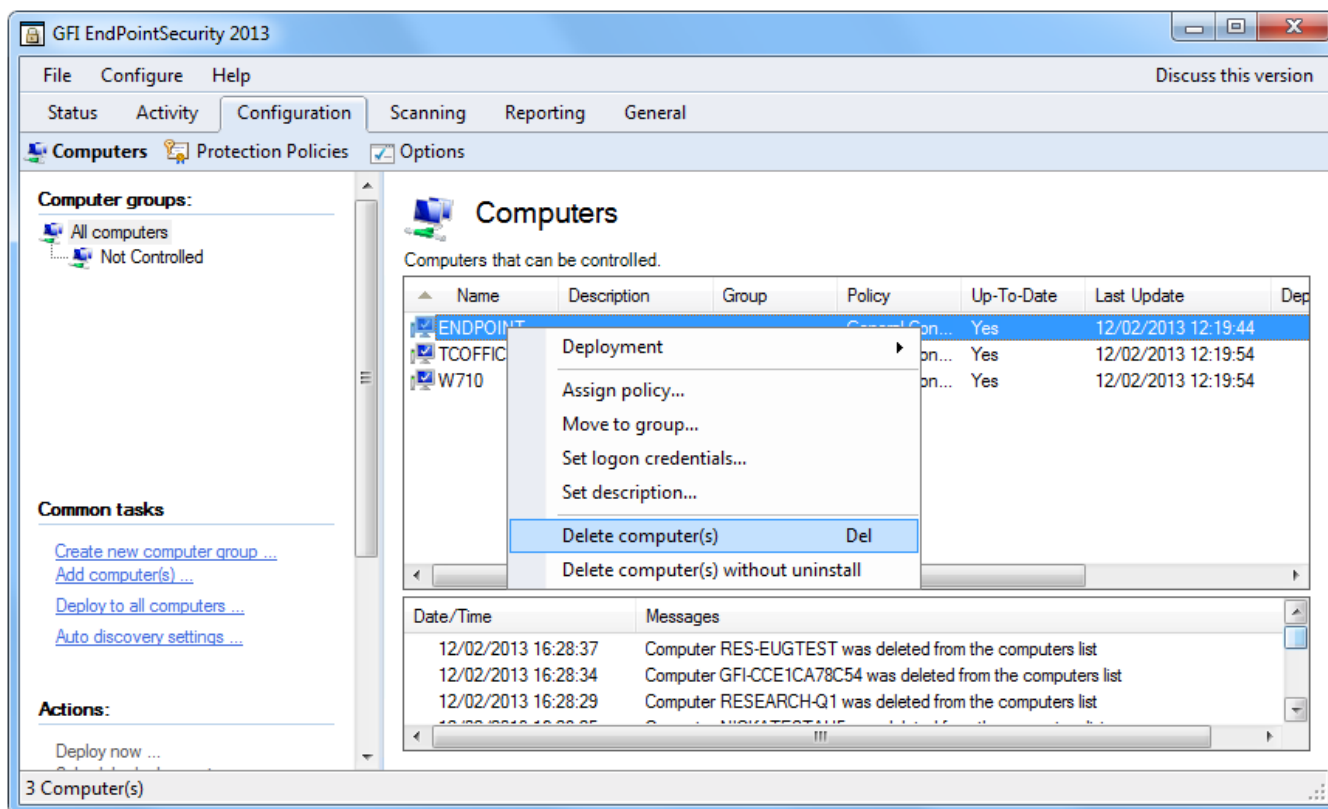 GFI EndPointSecurity 2013
File Configure Help Discuss this version
Status Activity Configuration Scanning Reporting General
Computers Protection Policies Options
Computer groups:
All computers
Not Controlled
Common tasks
Create new computer group ...
Add computer(s) ...
Deploy to all computers ...
Auto discovery settings ...
Actions:
Deploy now ...
Computers
Computers that can be controlled.
Name Description Group Policy Up-To-Date Last Update Dep
ENDPOINT General Con... Yes 12/02/2013 12:19:44
TCOFFIC on... Yes 12/02/2013 12:19:54
W710 on... Yes 12/02/2013 12:19:54
Deployment
Assign policy...
Move to group...
Set logon credentials...
Set description...
Delete computer(s) Del
Delete computer(s) without uninstall
Date/Time Messages
12/02/2013 16:28:37 Computer RES-EUGTEST was deleted from the computers list
12/02/2013 16:28:34 Computer GFI-CCE1CA78C54 was deleted from the computers list
12/02/2013 16:28:29 Computer RESEARCH-Q1 was deleted from the computers list
3 Computer(s)